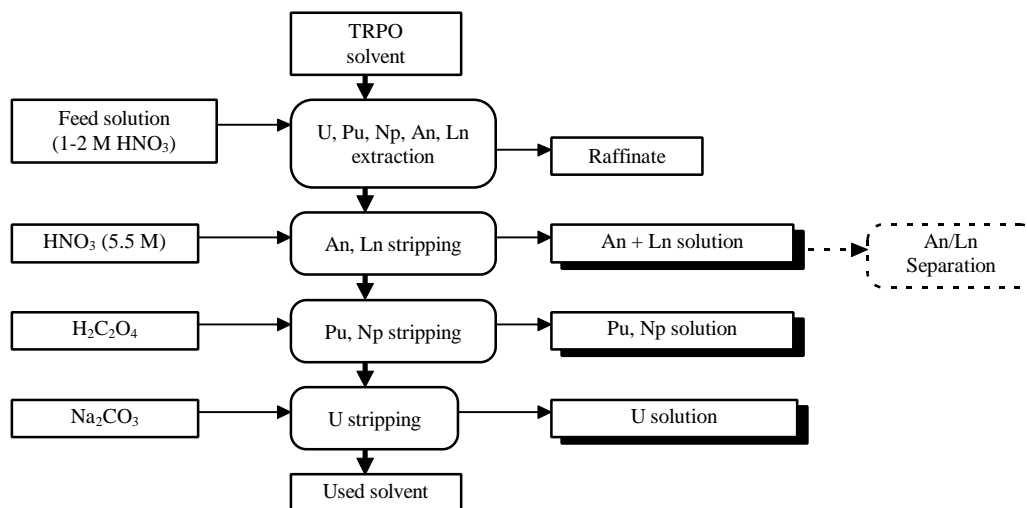 TRPO
solvent
Feed solution
(1-2 M HNO₃)
U, Pu, Np, An, Ln
extraction
Raffinate
HNO₃ (5.5 M)
An, Ln stripping
An + Ln solution
An/Ln
Separation
H₂C₂O₄
Pu, Np stripping
Pu, Np solution
Na₂CO₃
U stripping
U solution
Used solvent